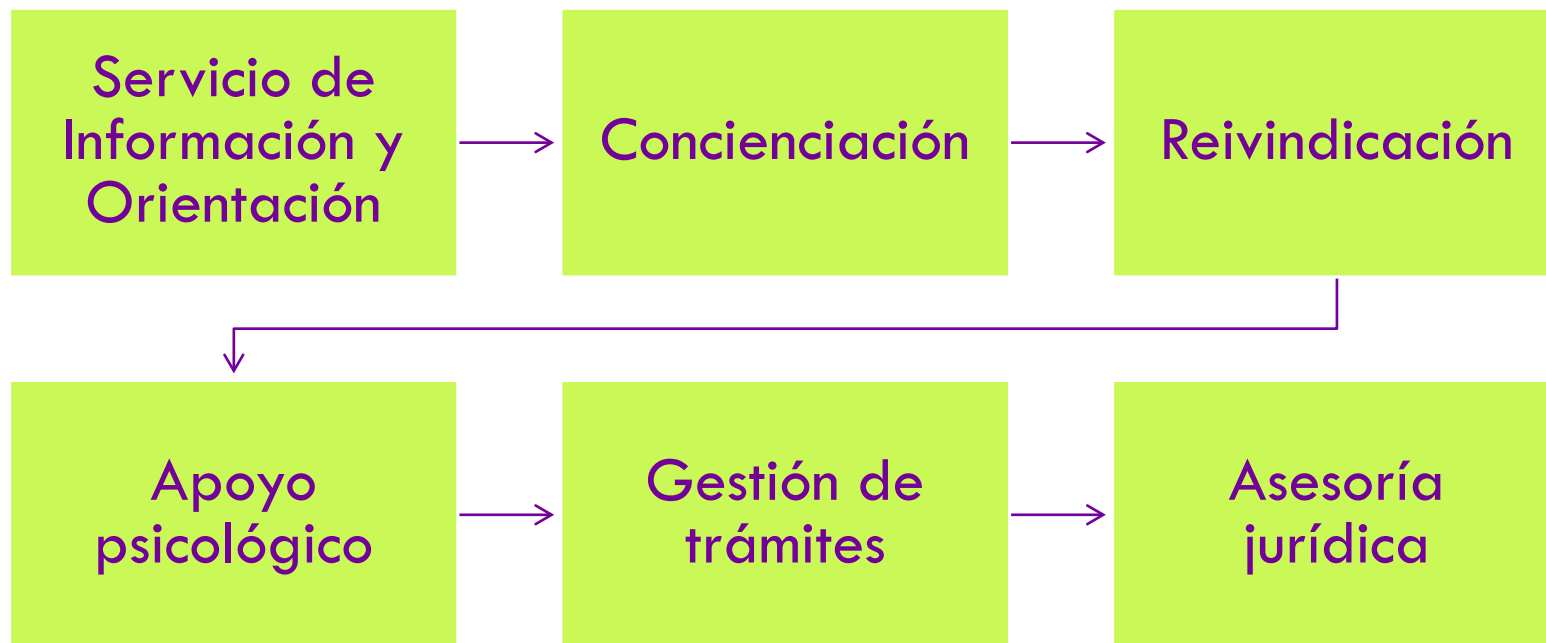 Servicio de
Información y
Orientación
Concienciación
Reivindicación
Apoyo
psicológico
Gestión de
trámites
Asesoría
jurídica